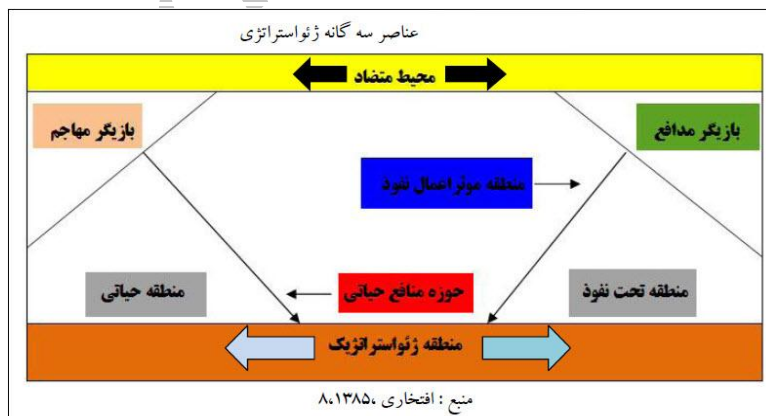 عناصر سه گانه ژئواستراتژی
محیط متضاد
بازیگر مدافع
بازیگر مهاجم
منطقه موثر اعمال نفوذ
منطقه تحت نفوذ
حوزه منافع حیاتی
منطقه حیاتی
منطقه ژئواستراتژیک
منبع : افتخاری ،۸،۱۳۸۵